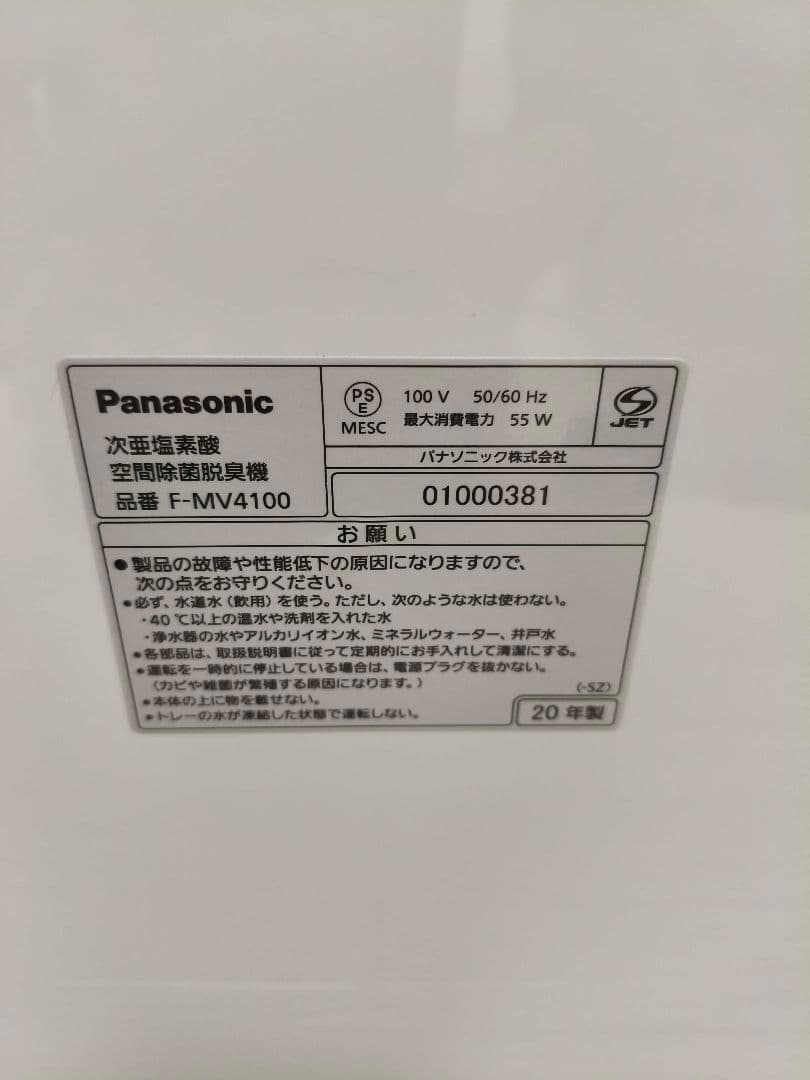 Panasonic
次亜塩素酸
空間除菌脱臭機
品番 F-MV4100
PS
E
MESC
100 V 50/60 Hz
最大消費電力 55 W
JET
パナソニック株式会社
01000381
お願い
●製品の故障や性能低下の原因になりますので、
次の点をお守りください。
●必ず、水道水（飲用）を使う。ただし、次のような水は使わない。
・40 ℃以上の温水や洗剤を入れた水
・浄水器の水やアルカリイオン水、ミネラルウォーター、井戸水
●各部品は、取扱説明書に従って定期的にお手入れして清潔にする。
●運転を一時的に停止している場合は、電源プラグを抜かない。
（カビや雑菌が繁殖する原因になります。）
●本体の上に物を載せない。
●トレーの水が凍結した状態で運転しない。
(-SZ)
20 年製